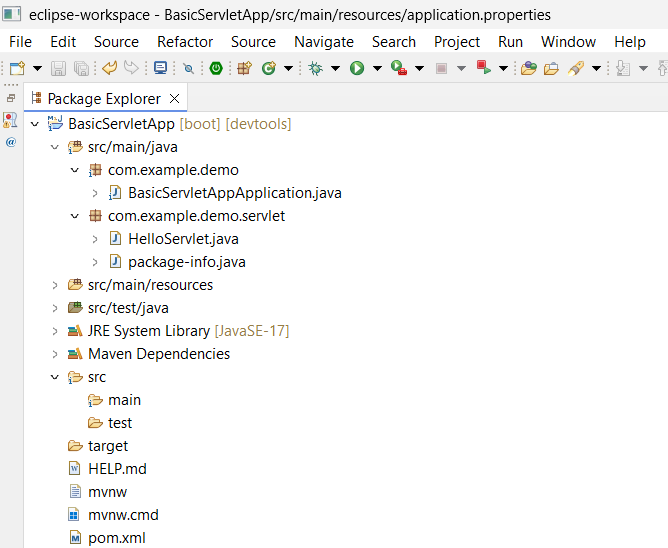 eclipse-workspace - BasicServletApp/src/main/resources/application.properties
File Edit Source Refactor Source Navigate Search Project Run Window Help
Package Explorer
BasicServletApp [boot] [devtools]
src/main/java
com.example.demo
BasicServletAppApplication.java
com.example.demo.servlet
HelloServlet.java
package-info.java
src/main/resources
src/test/java
JRE System Library [JavaSE-17]
Maven Dependencies
src
main
test
target
HELP.md
mvnw
mvnw.cmd
pom.xml